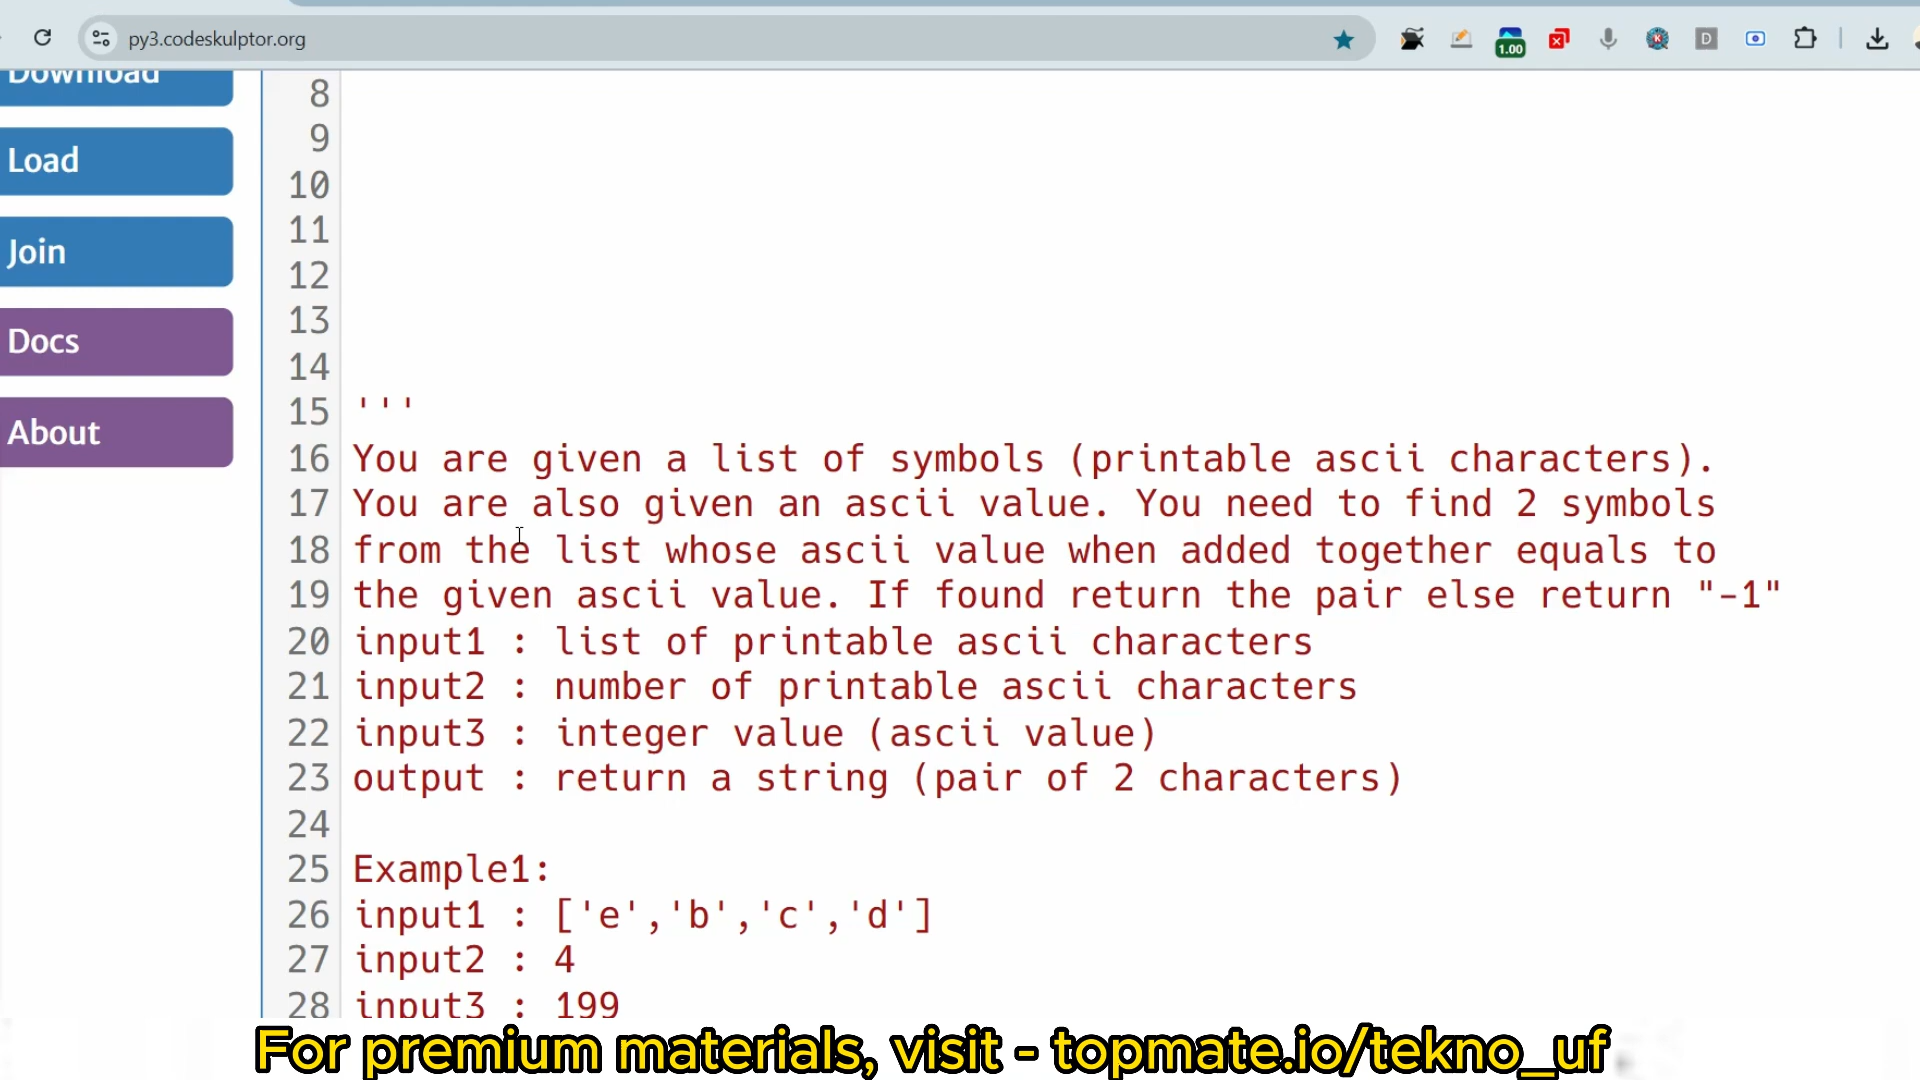 py3.codeskulptor.org
1.00
Download
Load
Join
Docs
About
8
9
10
11
12
13
14
15 '''
16 You are given a list of symbols (printable ascii characters).
17 You are also given an ascii value. You need to find 2 symbols
18 from the list whose ascii value when added together equals to
19 the given ascii value. If found return the pair else return "-1"
20 input1 : list of printable ascii characters
21 input2 : number of printable ascii characters
22 input3 : integer value (ascii value)
23 output : return a string (pair of 2 characters)
24
25 Example1:
26 input1 : ['e','b','c','d']
27 input2 : 4
28 input3 : 199
For premium materials, visit - topmate.io/tekno_uf